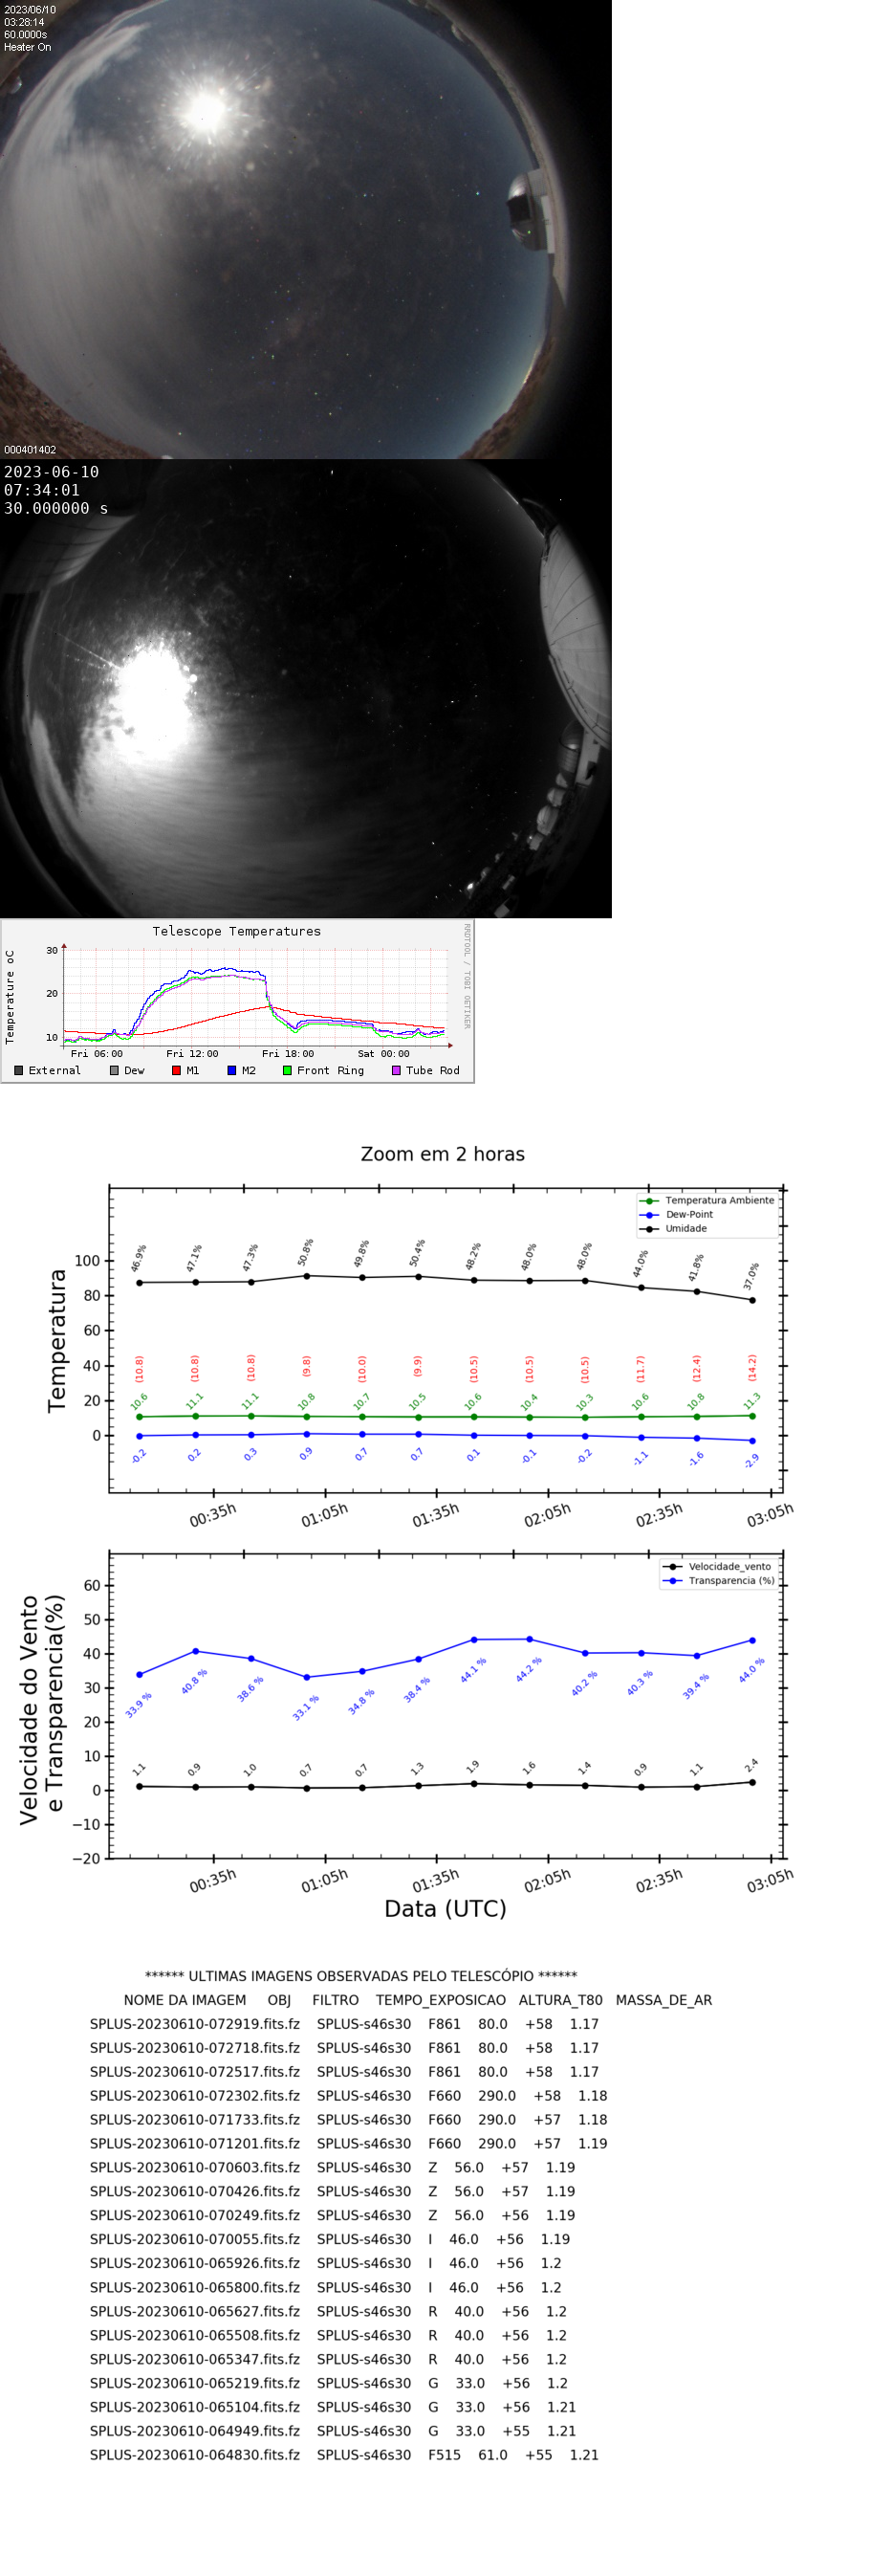 2023/06/10
03:28:14
60.0000s
Heater On
000401402
2023-06-10
07:34:01
30.000000 s
Telescope Temperatures
RRDTOOL / TOBI OETIKER
Temperature oC
30
20
10
Fri 06:00 Fri 12:00 Fri 18:00 Sat 00:00
External Dew M1 M2 Front Ring Tube Rod
Zoom em 2 horas
Temperatura Ambiente
Dew-Point
Umidade
Temperatura
100
80
60
40
20
0
46.9% 47.1% 47.3% 50.8% 49.8% 50.4% 48.2% 48.0% 48.0% 44.0% 41.8% 37.0%
(10.8) (10.8) (10.8) (9.8) (10.0) (9.9) (10.5) (10.5) (10.5) (11.7) (12.4) (14.2)
10.6 11.1 11.1 10.8 10.7 10.5 10.6 10.4 10.3 10.6 10.8 11.3
-0.2 0.2 0.3 0.9 0.7 0.7 0.1 -0.1 -0.2 -1.1 -1.6 -2.9
00:35h 01:05h 01:35h 02:05h 02:35h 03:05h
Velocidade_vento
Transparencia (%)
Velocidade do Vento
e Transparencia(%)
60
50
40
30
20
10
0
−10
−20
33.9 % 40.8 % 38.6 % 33.1 % 34.8 % 38.4 % 44.1 % 44.2 % 40.2 % 40.3 % 39.4 % 44.0 %
1.1 0.9 1.0 0.7 0.7 1.3 1.9 1.6 1.4 0.9 1.1 2.4
00:35h 01:05h 01:35h 02:05h 02:35h 03:05h
Data (UTC)
****** ULTIMAS IMAGENS OBSERVADAS PELO TELESCÓPIO ******
NOME DA IMAGEM OBJ FILTRO TEMPO_EXPOSICAO ALTURA_T80 MASSA_DE_AR
SPLUS-20230610-072919.fits.fz SPLUS-s46s30 F861 80.0 +58 1.17
SPLUS-20230610-072718.fits.fz SPLUS-s46s30 F861 80.0 +58 1.17
SPLUS-20230610-072517.fits.fz SPLUS-s46s30 F861 80.0 +58 1.17
SPLUS-20230610-072302.fits.fz SPLUS-s46s30 F660 290.0 +58 1.18
SPLUS-20230610-071733.fits.fz SPLUS-s46s30 F660 290.0 +57 1.18
SPLUS-20230610-071201.fits.fz SPLUS-s46s30 F660 290.0 +57 1.19
SPLUS-20230610-070603.fits.fz SPLUS-s46s30 Z 56.0 +57 1.19
SPLUS-20230610-070426.fits.fz SPLUS-s46s30 Z 56.0 +57 1.19
SPLUS-20230610-070249.fits.fz SPLUS-s46s30 Z 56.0 +56 1.19
SPLUS-20230610-070055.fits.fz SPLUS-s46s30 I 46.0 +56 1.19
SPLUS-20230610-065926.fits.fz SPLUS-s46s30 I 46.0 +56 1.2
SPLUS-20230610-065800.fits.fz SPLUS-s46s30 I 46.0 +56 1.2
SPLUS-20230610-065627.fits.fz SPLUS-s46s30 R 40.0 +56 1.2
SPLUS-20230610-065508.fits.fz SPLUS-s46s30 R 40.0 +56 1.2
SPLUS-20230610-065347.fits.fz SPLUS-s46s30 R 40.0 +56 1.2
SPLUS-20230610-065219.fits.fz SPLUS-s46s30 G 33.0 +56 1.2
SPLUS-20230610-065104.fits.fz SPLUS-s46s30 G 33.0 +56 1.21
SPLUS-20230610-064949.fits.fz SPLUS-s46s30 G 33.0 +55 1.21
SPLUS-20230610-064830.fits.fz SPLUS-s46s30 F515 61.0 +55 1.21